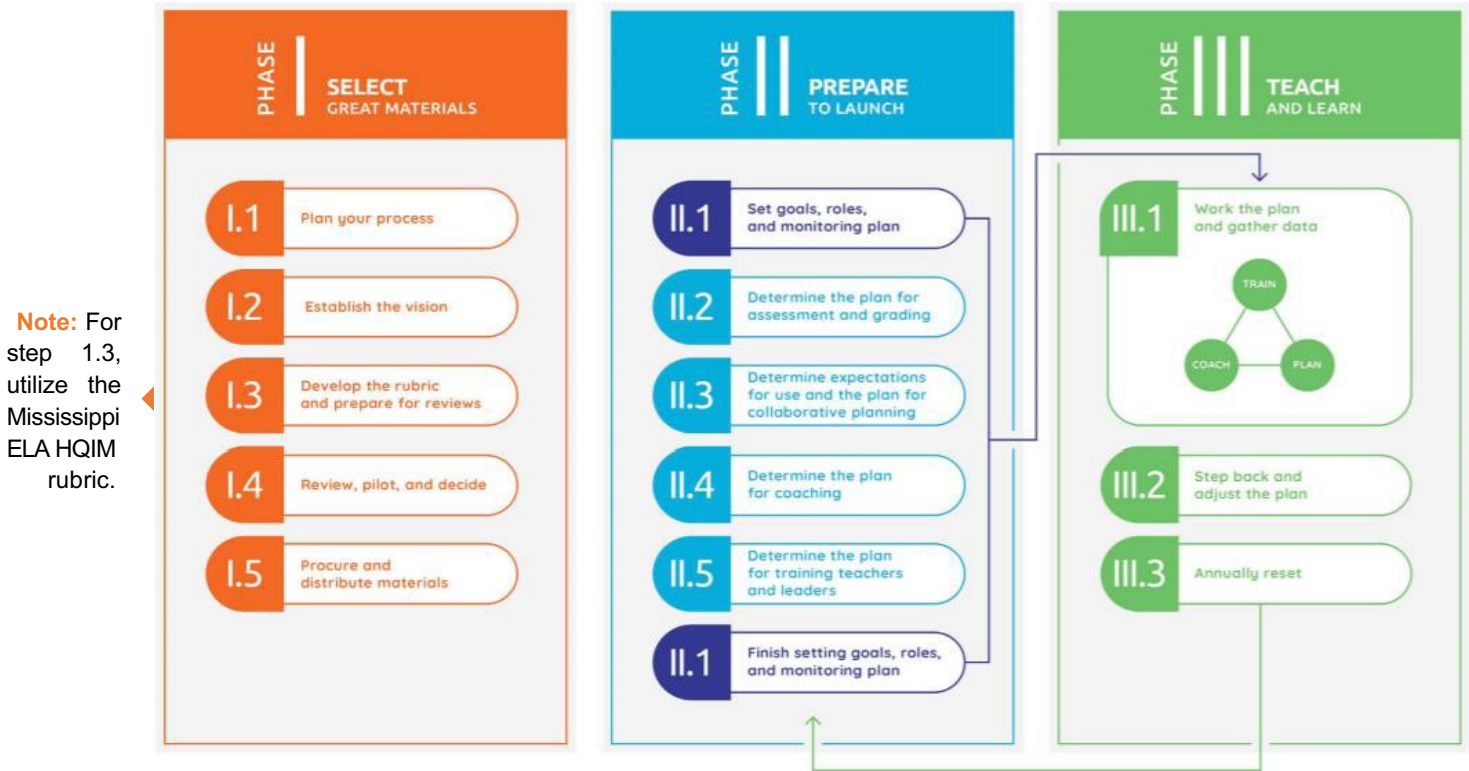 Note: For
step 1.3,
utilize the
Mississippi
ELA HQIM
rubric.
PHASE I
SELECT
GREAT MATERIALS
I.1
Plan your process
I.2
Establish the vision
I.3
Develop the rubric
and prepare for reviews
I.4
Review, pilot, and decide
I.5
Procure and
distribute materials
PHASE II
PREPARE
TO LAUNCH
II.1
Set goals, roles,
and monitoring plan
II.2
Determine the plan for
assessment and grading
II.3
Determine expectations
for use and the plan for
collaborative planning
II.4
Determine the plan
for coaching
II.5
Determine the plan
for training teachers
and leaders
II.1
Finish setting goals, roles,
and monitoring plan
PHASE III
TEACH
AND LEARN
III.1
Work the plan
and gather data
TRAIN
COACH
PLAN
III.2
Step back and
adjust the plan
III.3
Annually reset